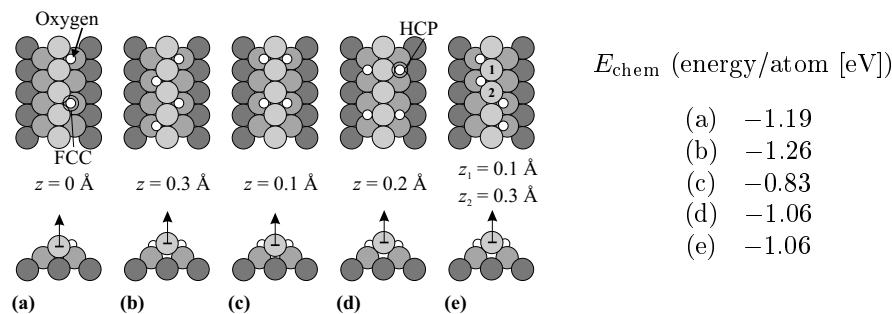 Oxygen
HCP
1
2
FCC
z = 0 Å
z = 0.3 Å
z = 0.1 Å
z = 0.2 Å
z₁ = 0.1 Å
z₂ = 0.3 Å
(a)
(b)
(c)
(d)
(e)
E_chem (energy/atom [eV])
(a) −1.19
(b) −1.26
(c) −0.83
(d) −1.06
(e) −1.06